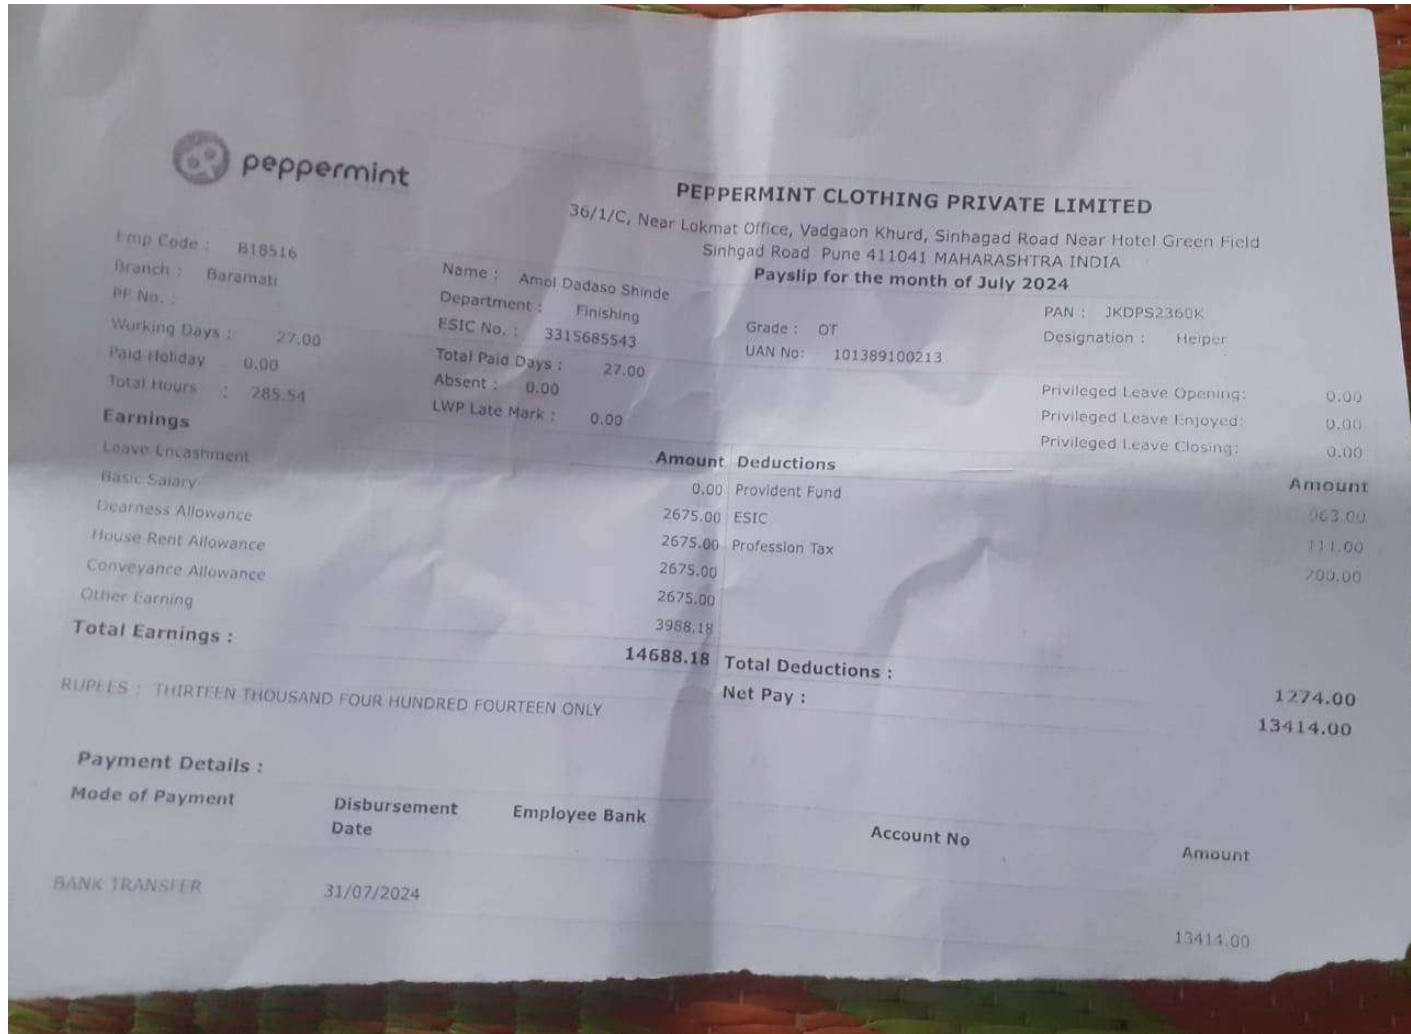 peppermint
PEPPERMINT CLOTHING PRIVATE LIMITED
36/1/C, Near Lokmat Office, Vadgaon Khurd, Sinhagad Road Near Hotel Green Field
Sinhgad Road Pune 411041 MAHARASHTRA INDIA
Payslip for the month of July 2024
Emp Code : B18516 Name : Amol Dadaso Shinde PAN : JKDPS2360K
Branch : Baramati Department : Finishing Grade : OT Designation : Helper
PF No. : ESIC No. : 3315685543 UAN No: 101389100213
Working Days : 27.00 Total Paid Days : 27.00 Privileged Leave Opening: 0.00
Paid Holiday 0.00 Absent : 0.00 Privileged Leave Enjoyed: 0.00
Total Hours : 285.54 LWP Late Mark : 0.00 Privileged Leave Closing: 0.00
Earnings Amount Deductions Amount
Leave Encashment 0.00 Provident Fund 963.00
Basic Salary 2675.00 ESIC 111.00
Dearness Allowance 2675.00 Profession Tax 200.00
House Rent Allowance 2675.00
Conveyance Allowance 2675.00
Other Earning 3988.18
Total Earnings : 14688.18 Total Deductions : 1274.00
Net Pay : 13414.00
RUPEES : THIRTEEN THOUSAND FOUR HUNDRED FOURTEEN ONLY
Payment Details :
Mode of Payment Disbursement Date Employee Bank Account No Amount
BANK TRANSFER 31/07/2024 13414.00